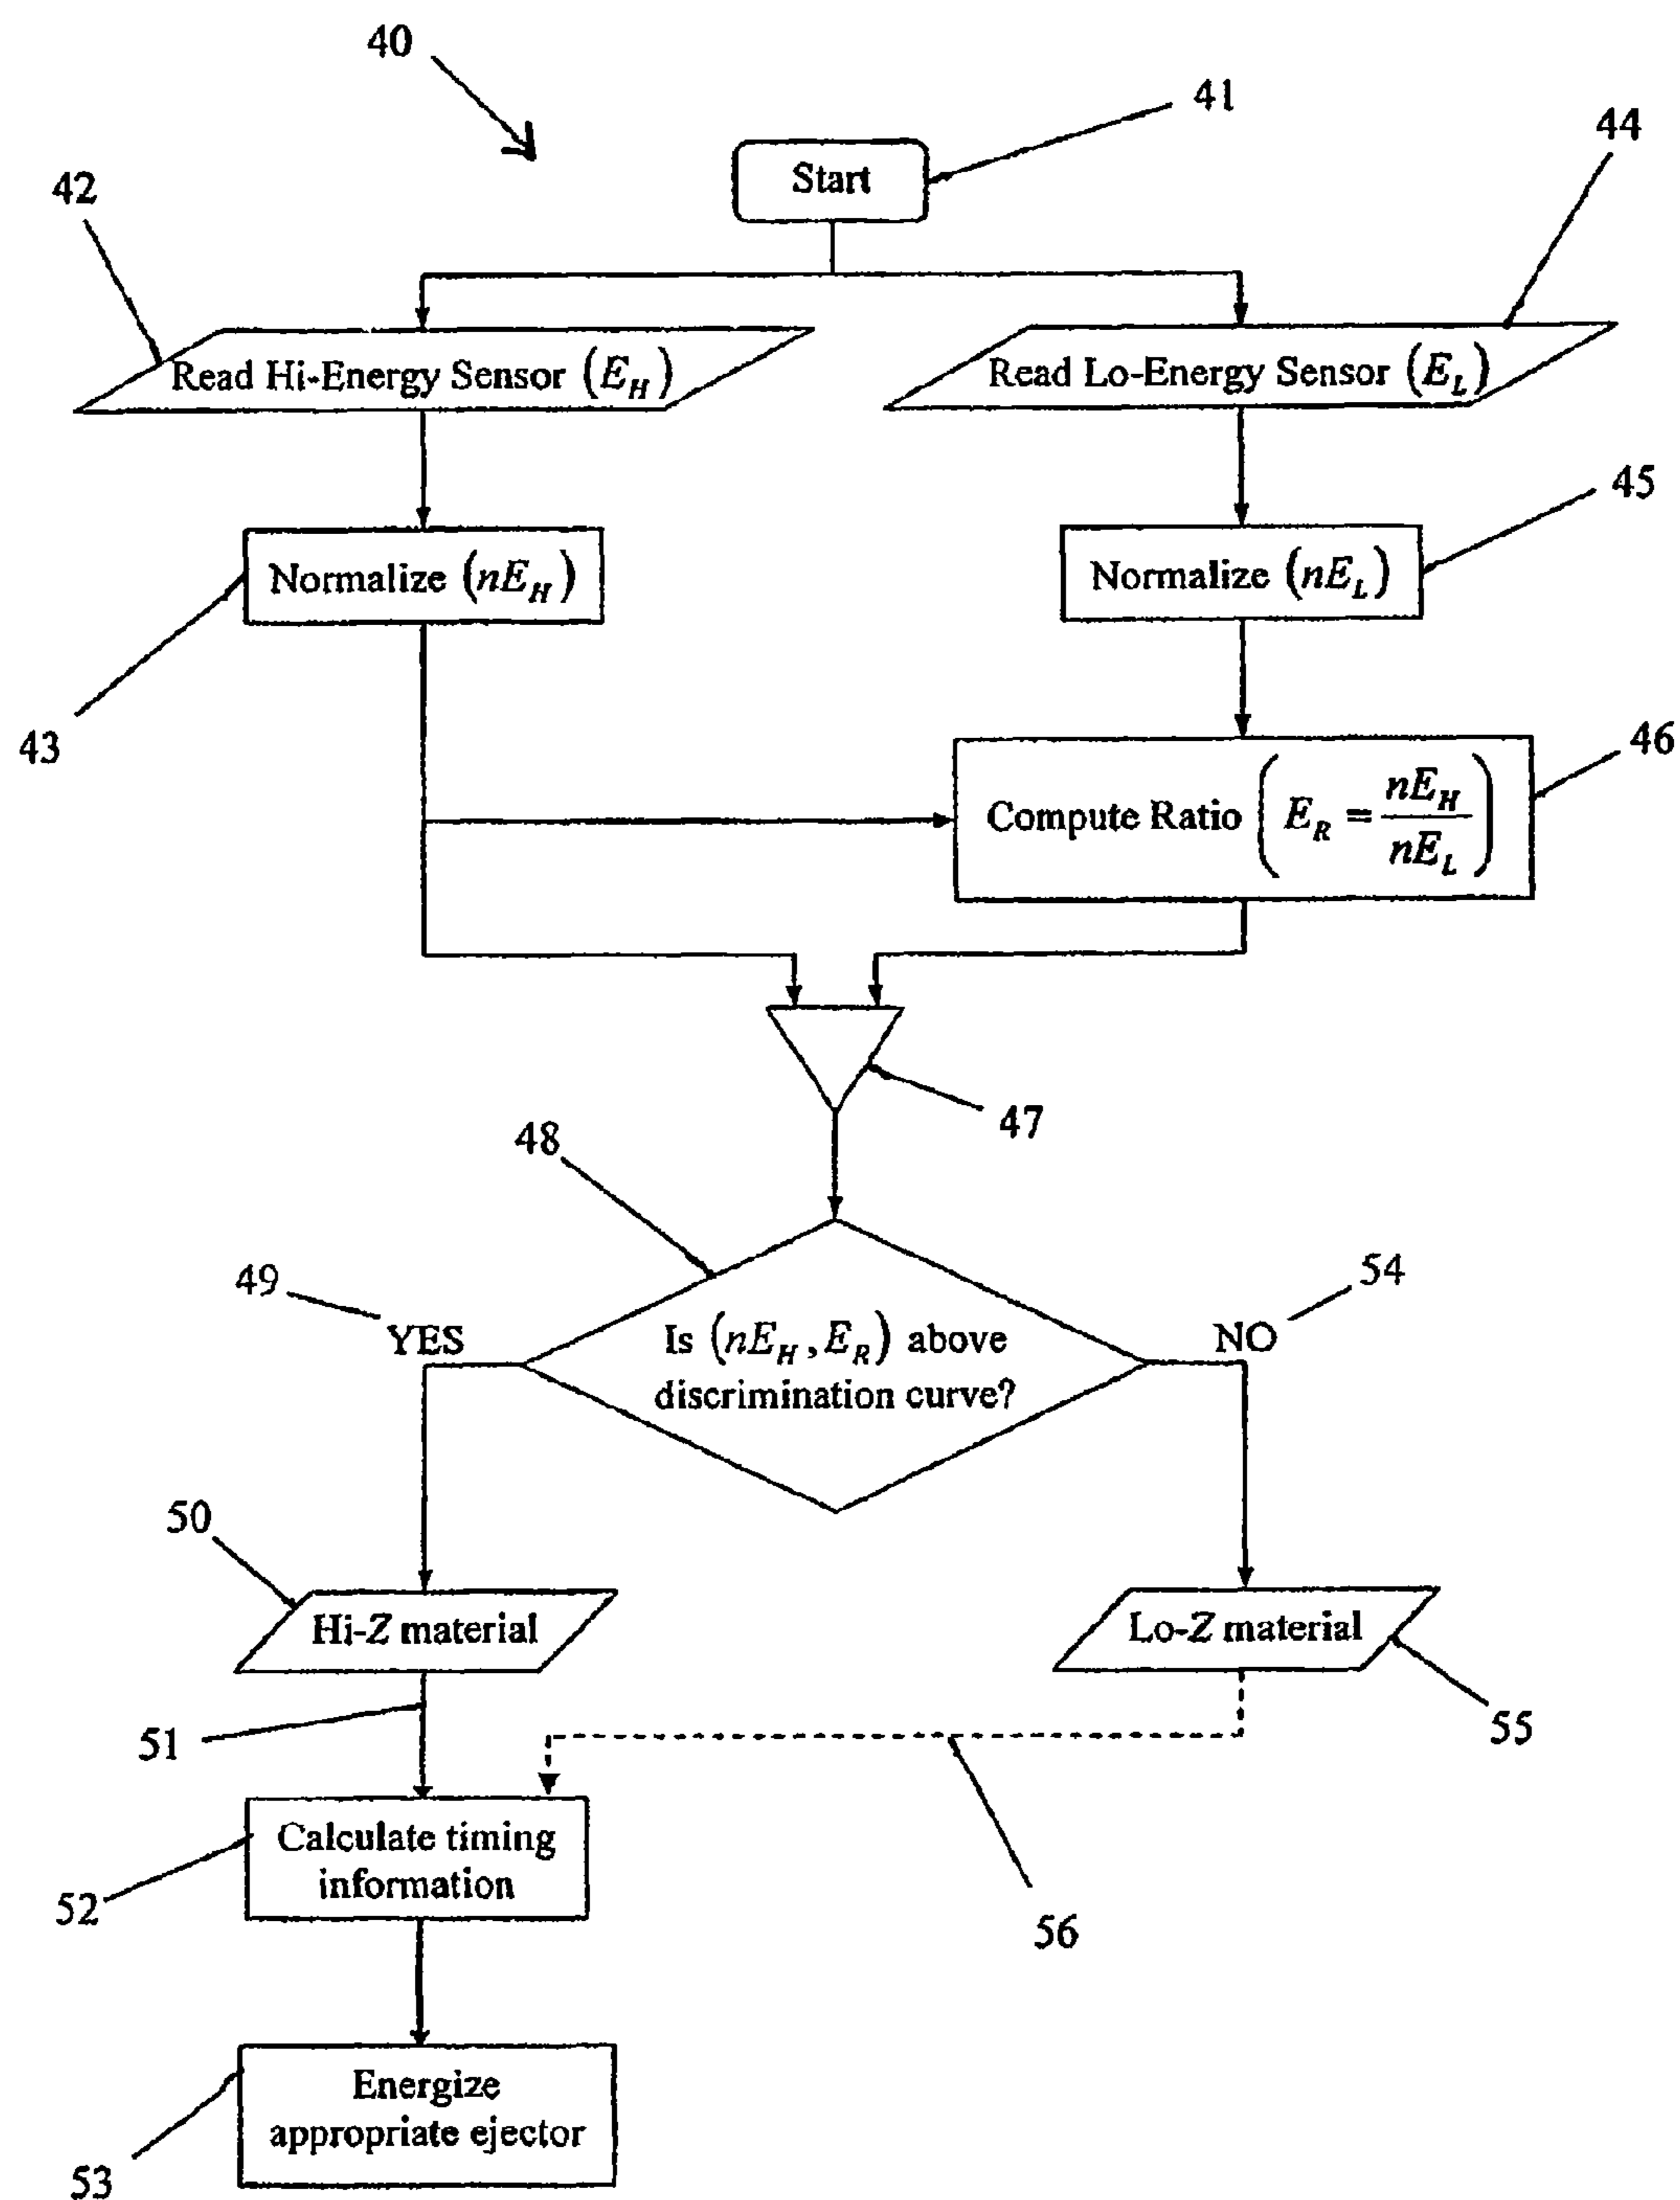 40
41
Start
44
42
Read Hi-Energy Sensor (E_H)
Read Lo-Energy Sensor (E_L)
45
Normalize (nE_H)
Normalize (nE_L)
43
46
Compute Ratio (E_R = nE_H / nE_L)
47
48
49
54
YES
NO
Is (nE_H, E_R) above
discrimination curve?
50
Hi-Z material
Lo-Z material
51
55
Calculate timing
information
52
56
Energize
appropriate ejector
53